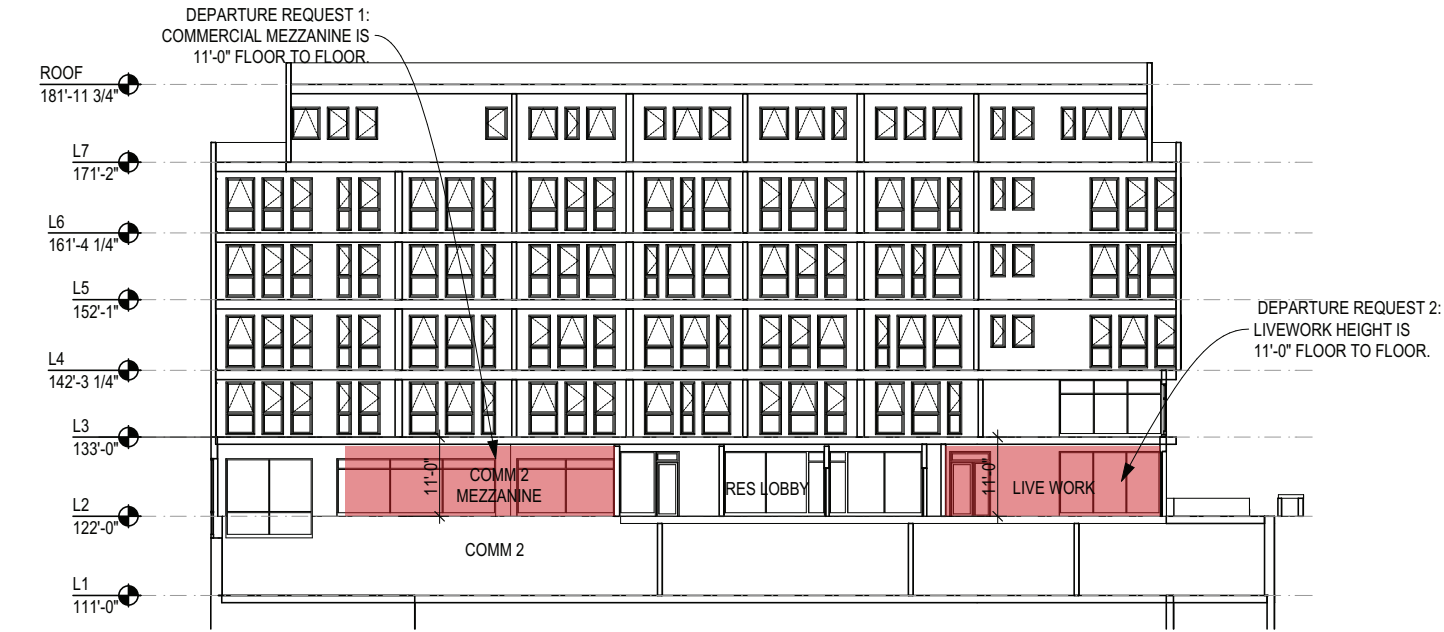 DEPARTURE REQUEST 1:
COMMERCIAL MEZZANINE IS
11'-0" FLOOR TO FLOOR.
ROOF
181'-11 3/4"
L7
171'-2"
L6
161'-4 1/4"
L5
152'-1"
DEPARTURE REQUEST 2:
LIVEWORK HEIGHT IS
11'-0" FLOOR TO FLOOR.
L4
142'-3 1/4"
L3
133'-0"
11'-0"
COMM 2
MEZZANINE
RES LOBBY
11'-0"
LIVE WORK
L2
122'-0"
COMM 2
L1
111'-0"